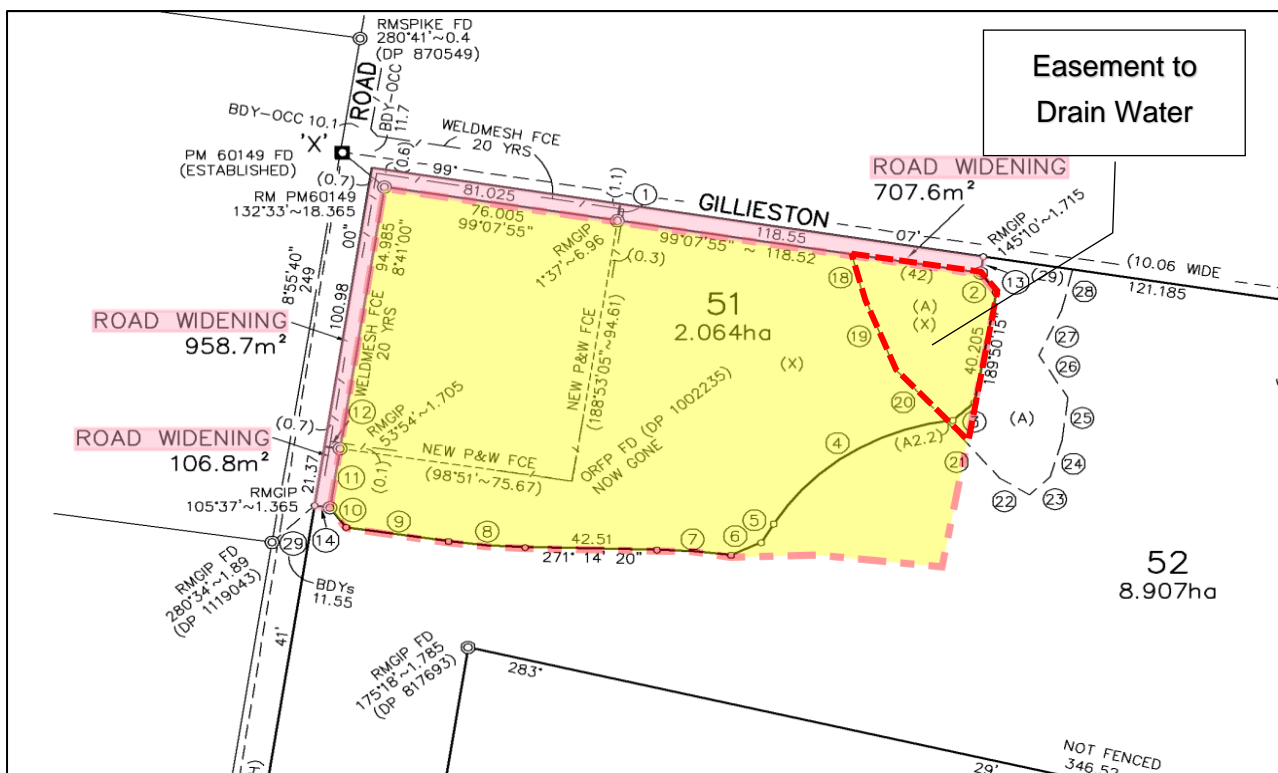 RMSPIKE FD
280°41'~0.4
(DP 870549)
Easement to
Drain Water
ROAD
BDY-OCC 10.1
BDY-OCC
11.7
'X'
WELDMESH FCE
20 YRS
PM 60149 FD
(ESTABLISHED)
(0.6)
(0.7)
99°
(1.1)
1
ROAD WIDENING
707.6m²
RM PM60149
132°33'~18.365
81.025
76.005
99°07'55"
GILLIESTON
118.55
07'
RMGIP
145°10'~1.715
00"
94.985
8°41'00"
RMGIP
1°37'~6.96
(0.3)
99°07'55" ~ 118.52
18
(42)
2
13
(29)
(10.06 WIDE
121.185
28
8°55'40"
249
100.98
WELDMESH FCE
20 YRS
51
2.064ha
(A)
(X)
19
189°50'15"
40.205
27
26
ROAD WIDENING
958.7m²
NEW P&W FCE
(188°53'05"~94.61)
(X)
20
(0.7)
12
RMGIP
53°54'~1.705
4
(A2.2)
3
(A)
25
ROAD WIDENING
106.8m²
NEW P&W FCE
(98°51'~75.67)
ORFP FD (DP 1002235)
NOW GONE
21
24
21.37
11
(0.1)
22
23
RMGIP
105°37'~1.365
10
9
8
42.51
271° 14' 20"
7
6
5
29
14
RMGIP FD
280°34'~1.89
(DP 1119043)
BDYs
11.55
52
8.907ha
41'
RMGIP FD
175°18'~1.785
(DP 817693)
283°
29'
NOT FENCED
346.52
H)